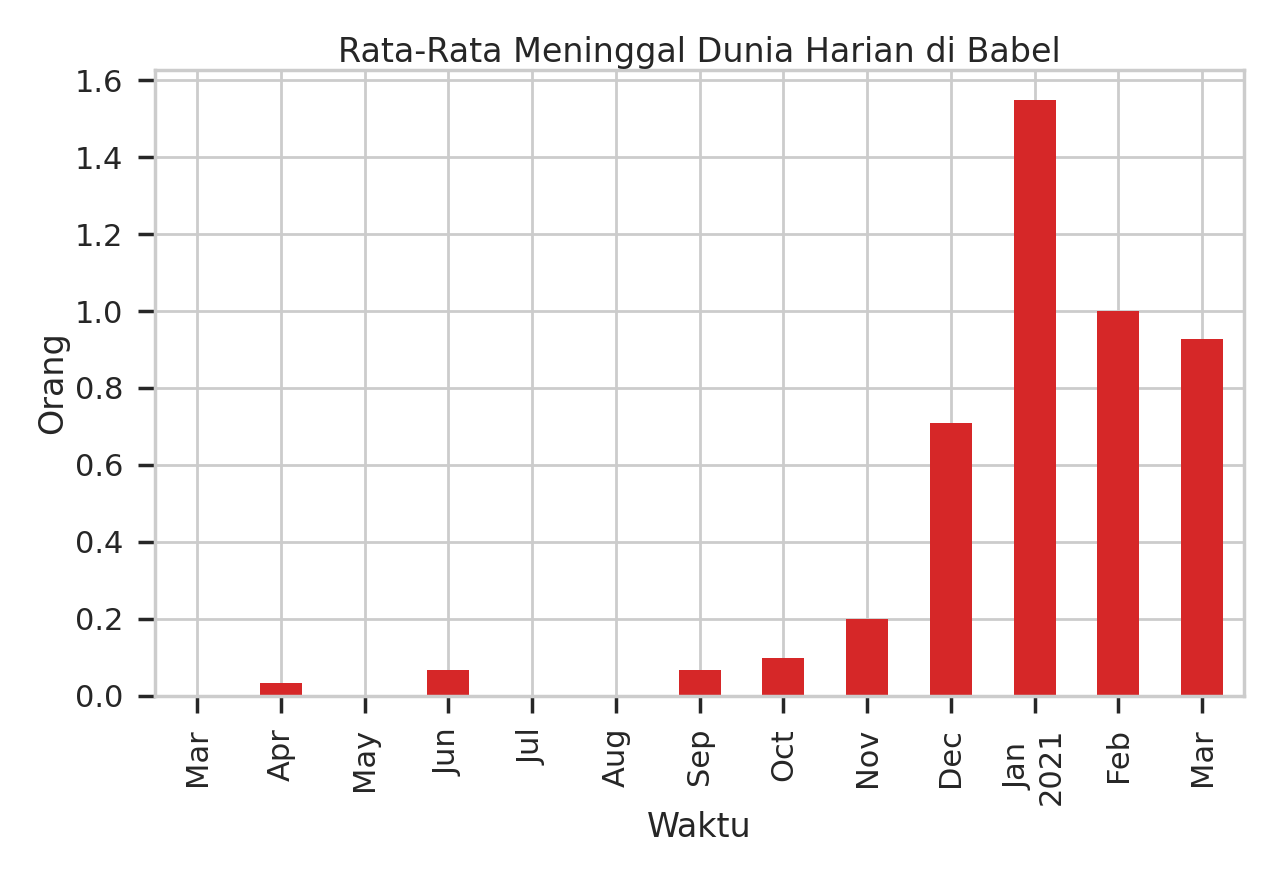 Rata-Rata Meninggal Dunia Harian di Babel
1.6
1.4
1.2
1.0
0.8
0.6
0.4
0.2
0.0
Orang
Mar
Apr
May
Jun
Jul
Aug
Sep
Oct
Nov
Dec
Jan
2021
Feb
Mar
Waktu